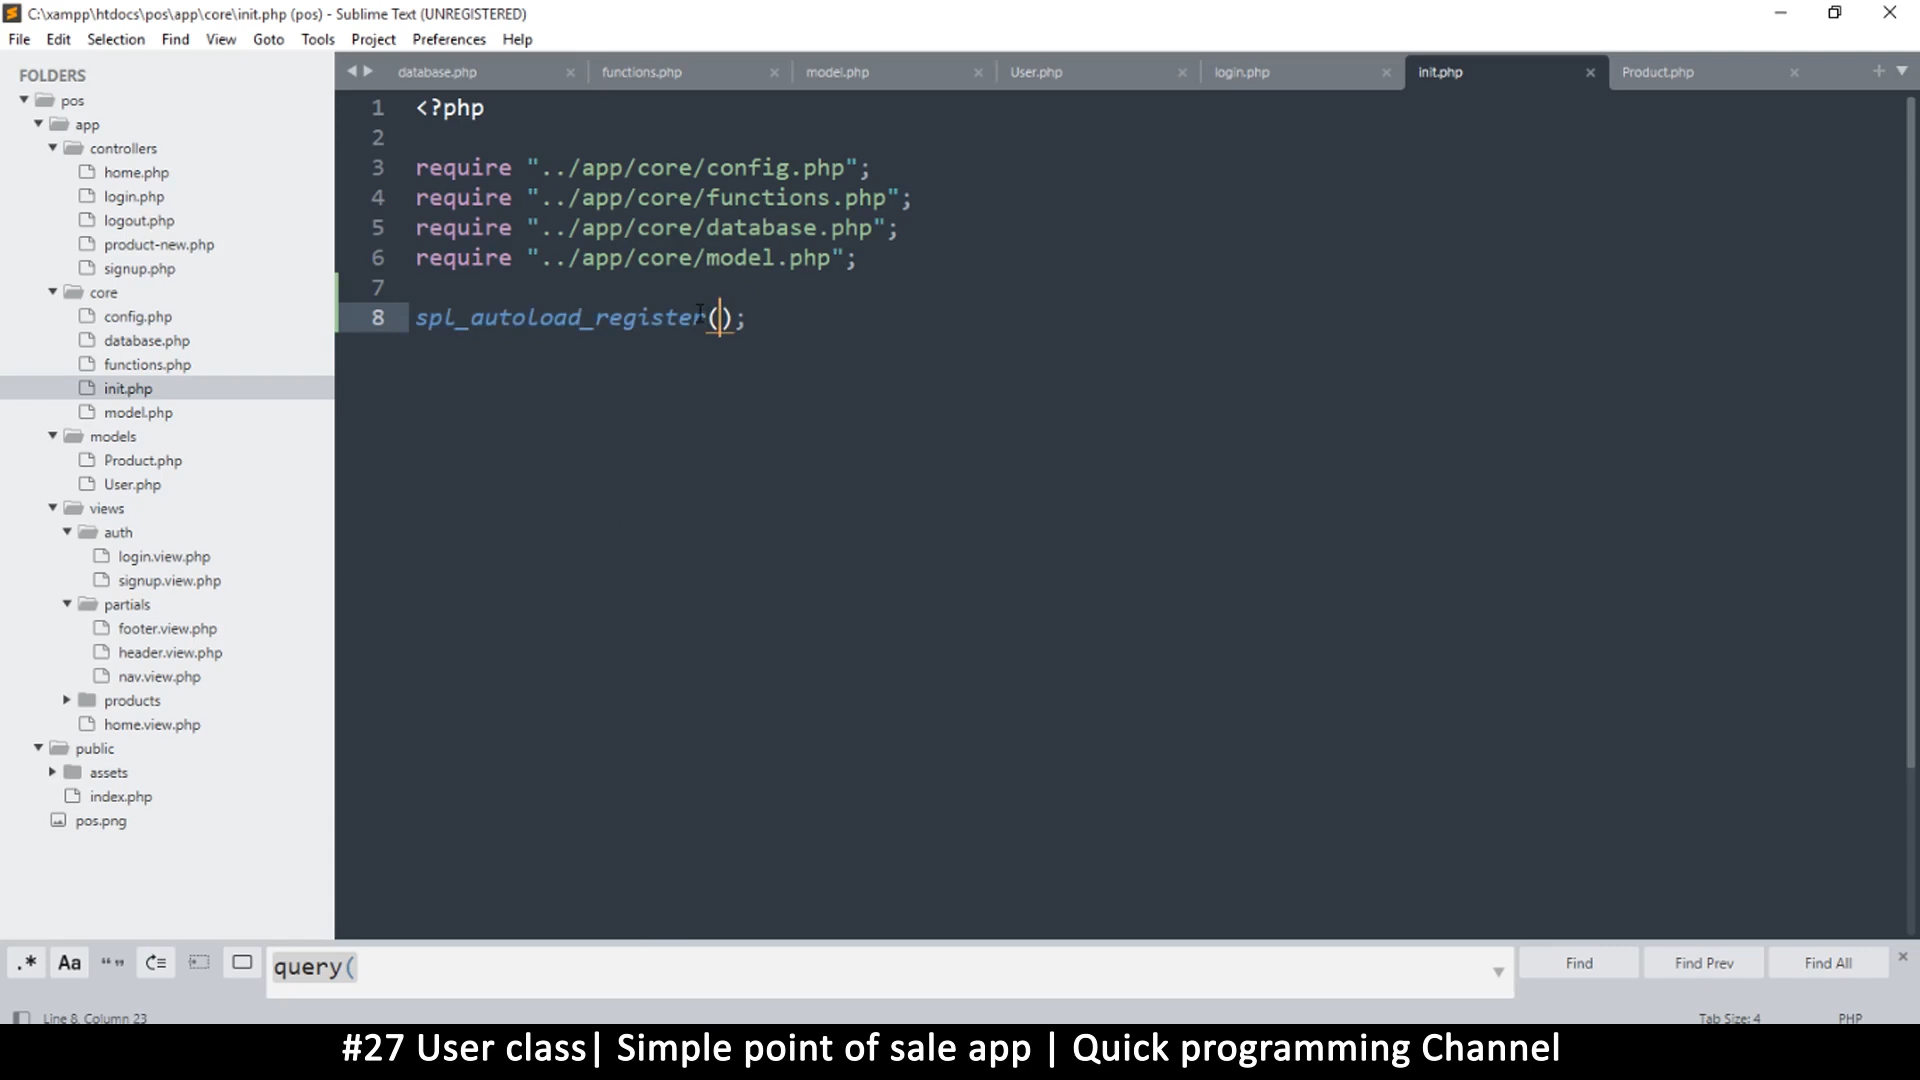 C:\xampp\htdocs\pos\app\core\init.php (pos) - Sublime Text (UNREGISTERED)
File Edit Selection Find View Goto Tools Project Preferences Help
FOLDERS
pos
app
controllers
home.php
login.php
logout.php
product-new.php
signup.php
core
config.php
database.php
functions.php
init.php
model.php
models
Product.php
User.php
views
auth
login.view.php
signup.view.php
partials
footer.view.php
header.view.php
nav.view.php
products
home.view.php
public
assets
index.php
pos.png
database.php functions.php model.php User.php login.php init.php Product.php
1 <?php
2
3 require "../app/core/config.php";
4 require "../app/core/functions.php";
5 require "../app/core/database.php";
6 require "../app/core/model.php";
7
8 spl_autoload_register();
.* Aa “” query( Find Find Prev Find All
Line 8, Column 23 Tab Size: 4 PHP
#27 User class| Simple point of sale app | Quick programming Channel